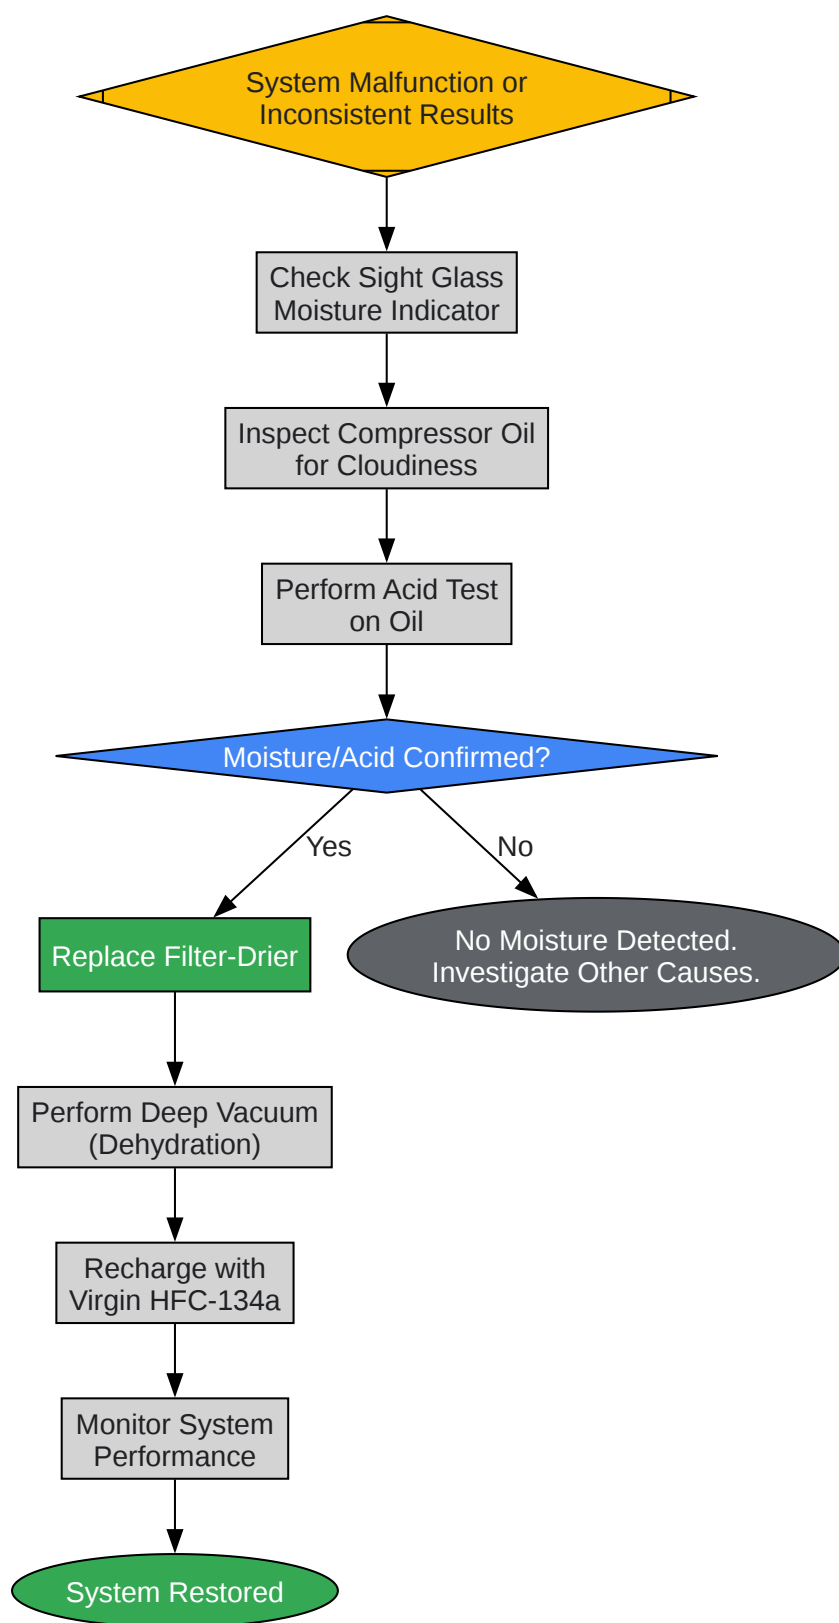 System Malfunction or
Inconsistent Results
Check Sight Glass
Moisture Indicator
Inspect Compressor Oil
for Cloudiness
Perform Acid Test
on Oil
Moisture/Acid Confirmed?
Yes
No
Replace Filter-Drier
No Moisture Detected.
Investigate Other Causes.
Perform Deep Vacuum
(Dehydration)
Recharge with
Virgin HFC-134a
Monitor System
Performance
System Restored